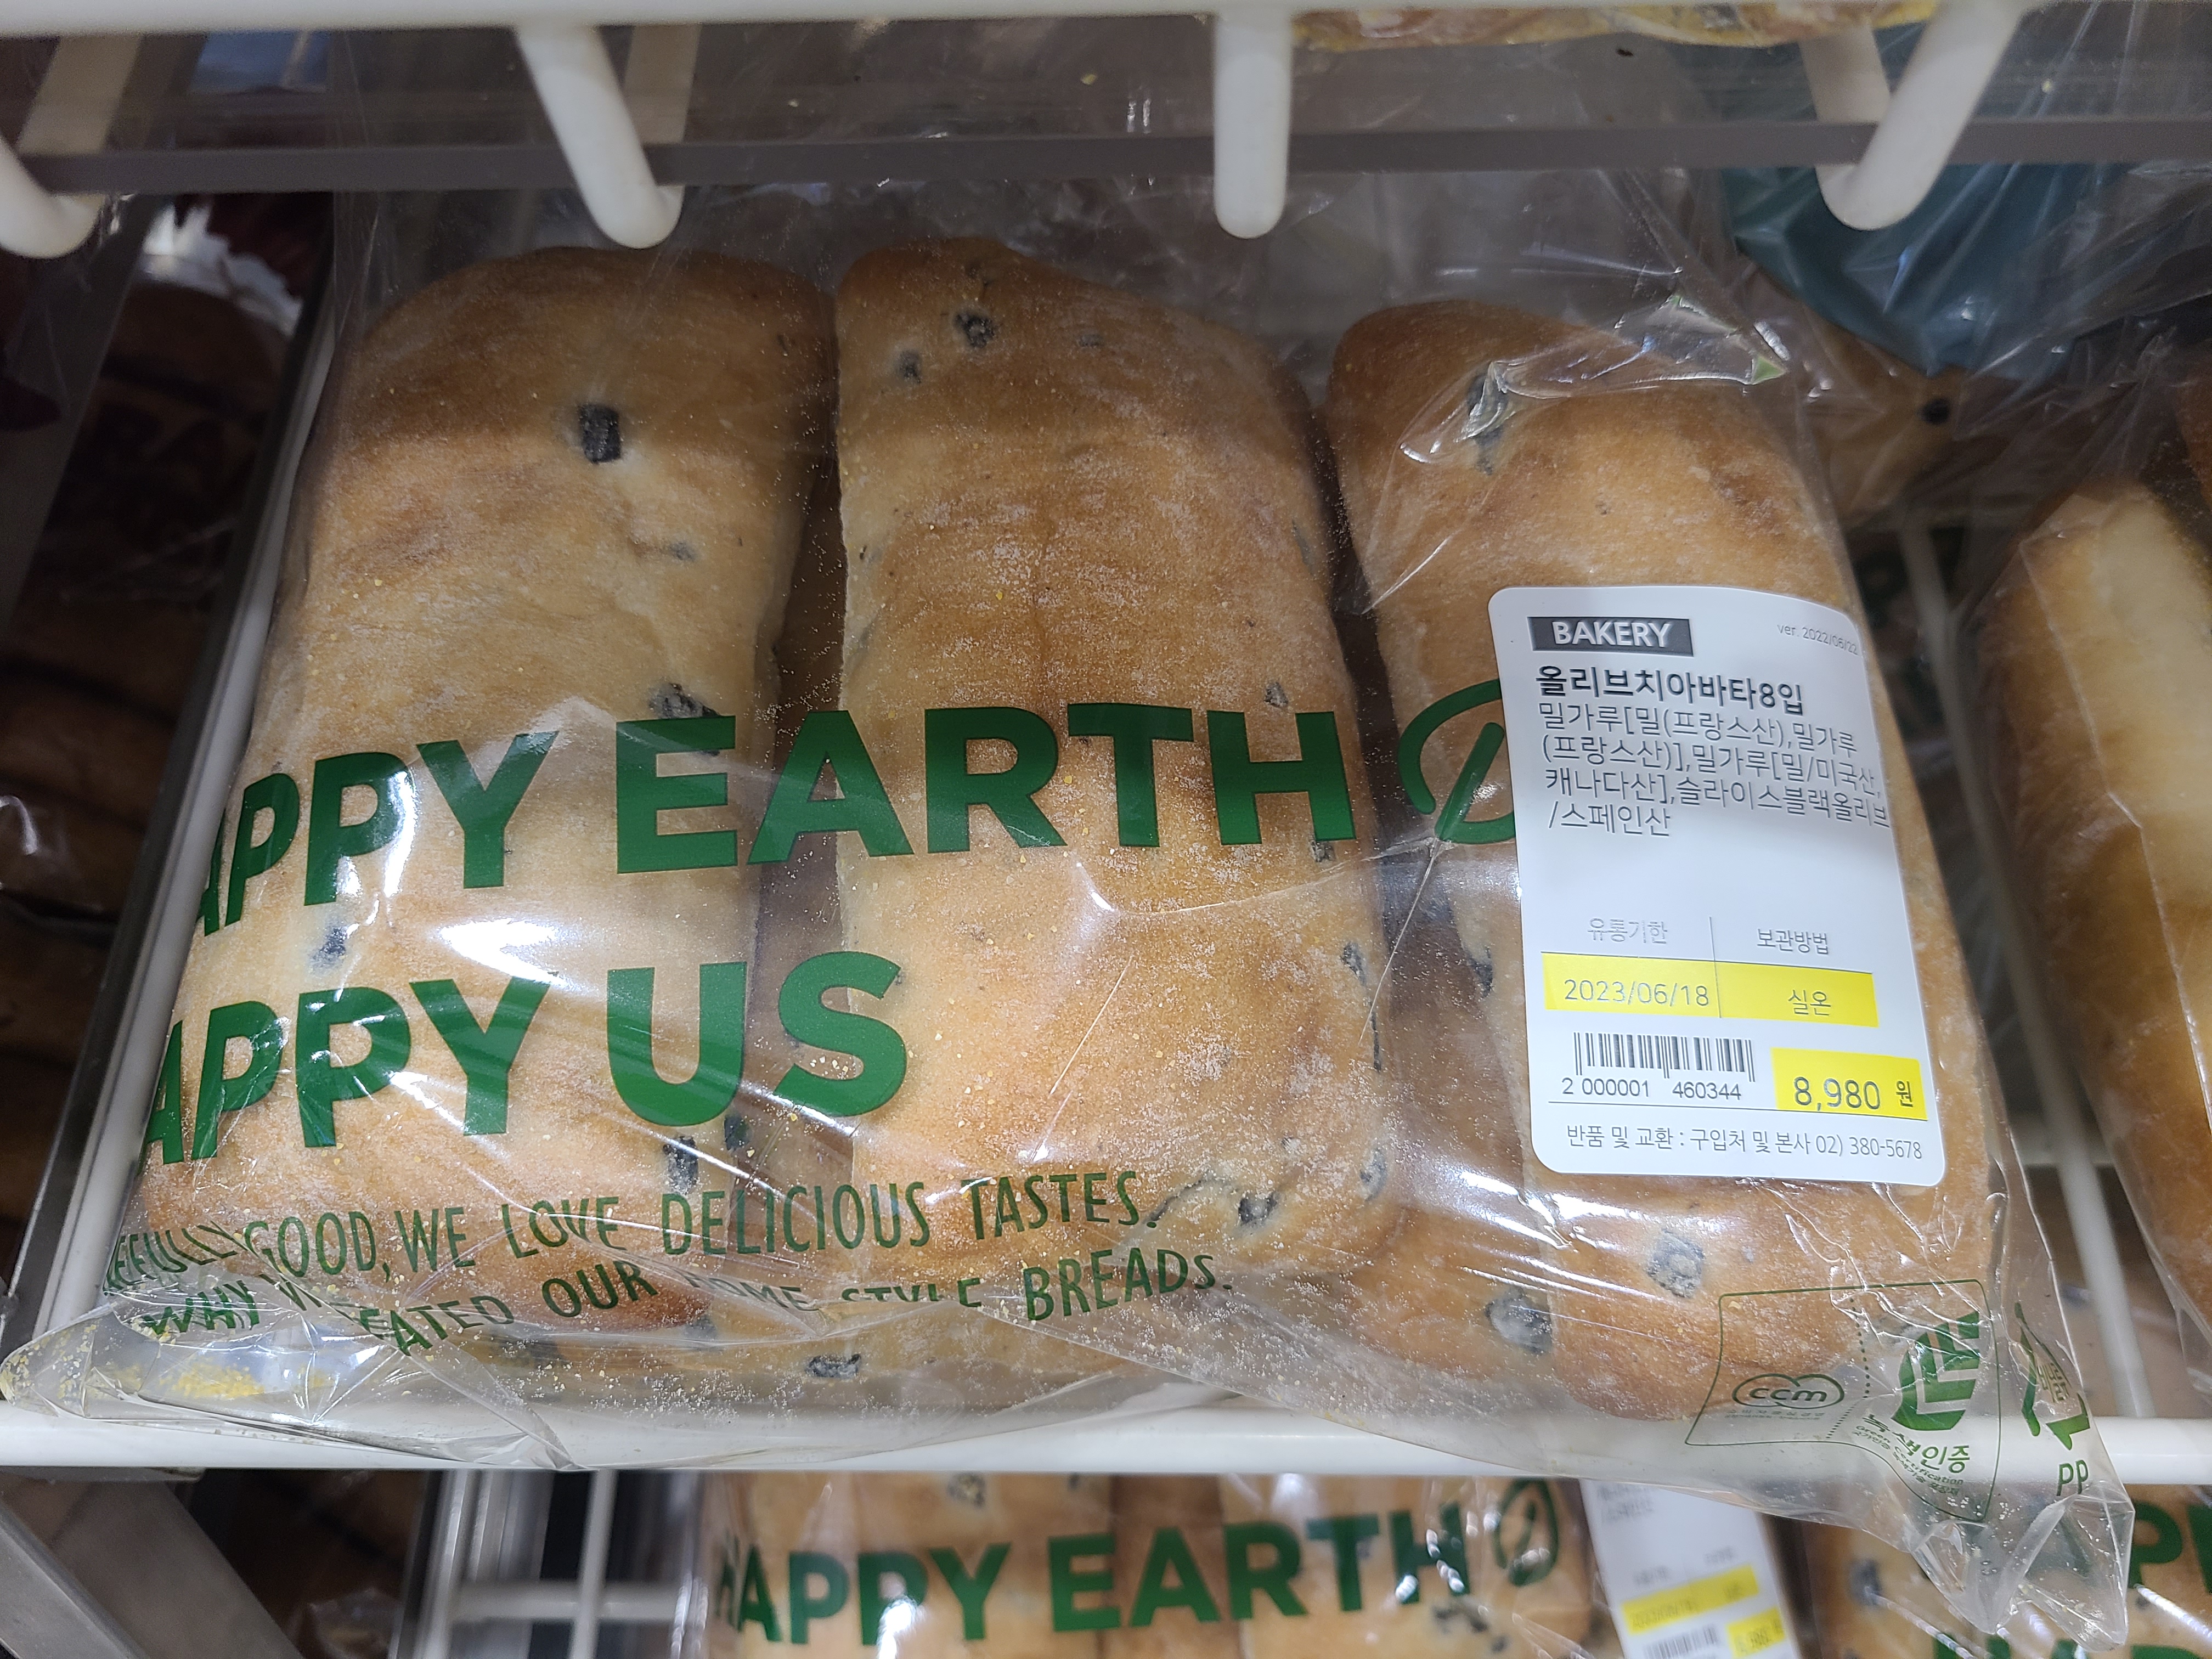 APPY EARTH
APPY US
GOOD, WE LOVE DELICIOUS TASTES.
WHY OUR STYLE BREADS.
BAKERY
ver. 2022/06/22
올리브치아바타8입
밀가루[밀(프랑스산),밀가루
(프랑스산)],밀가루[밀/미국산,
캐나다산],슬라이스블랙올리브
/스페인산
유통기한 보관방법
2023/06/18 실온
2 000001 460344
8,980 원
반품 및 교환 : 구입처 및 본사 02) 380-5678
ccm
녹색인증
PP
HAPPY EARTH